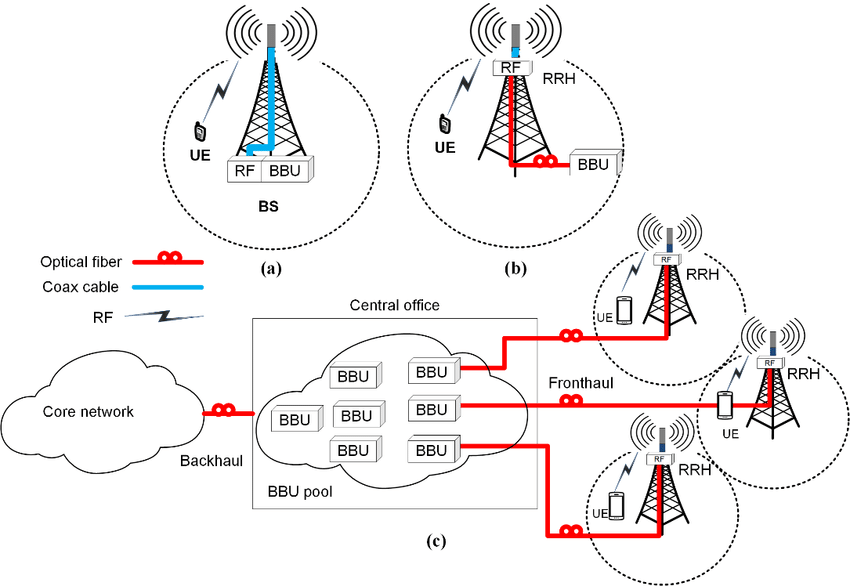 RF
RRH
UE
UE
RF
BBU
BBU
BS
(a)
(b)
Optical fiber
Coax cable
RF
RF
RRH
UE
Central office
RF
RRH
BBU
BBU
Fronthaul
Core network
BBU
BBU
BBU
UE
Backhaul
BBU
BBU
RF
RRH
BBU pool
UE
(c)